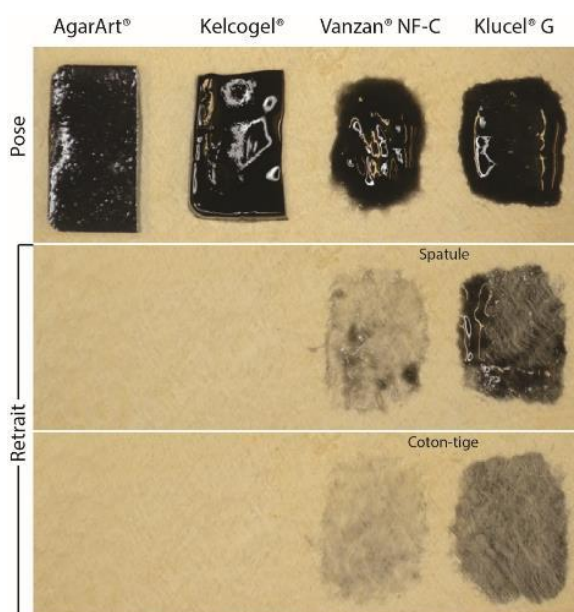 AgarArt® Kelcogel® Vanzan® NF-C Klucel® G
Pose
Spatule
Retrait
Coton-tige